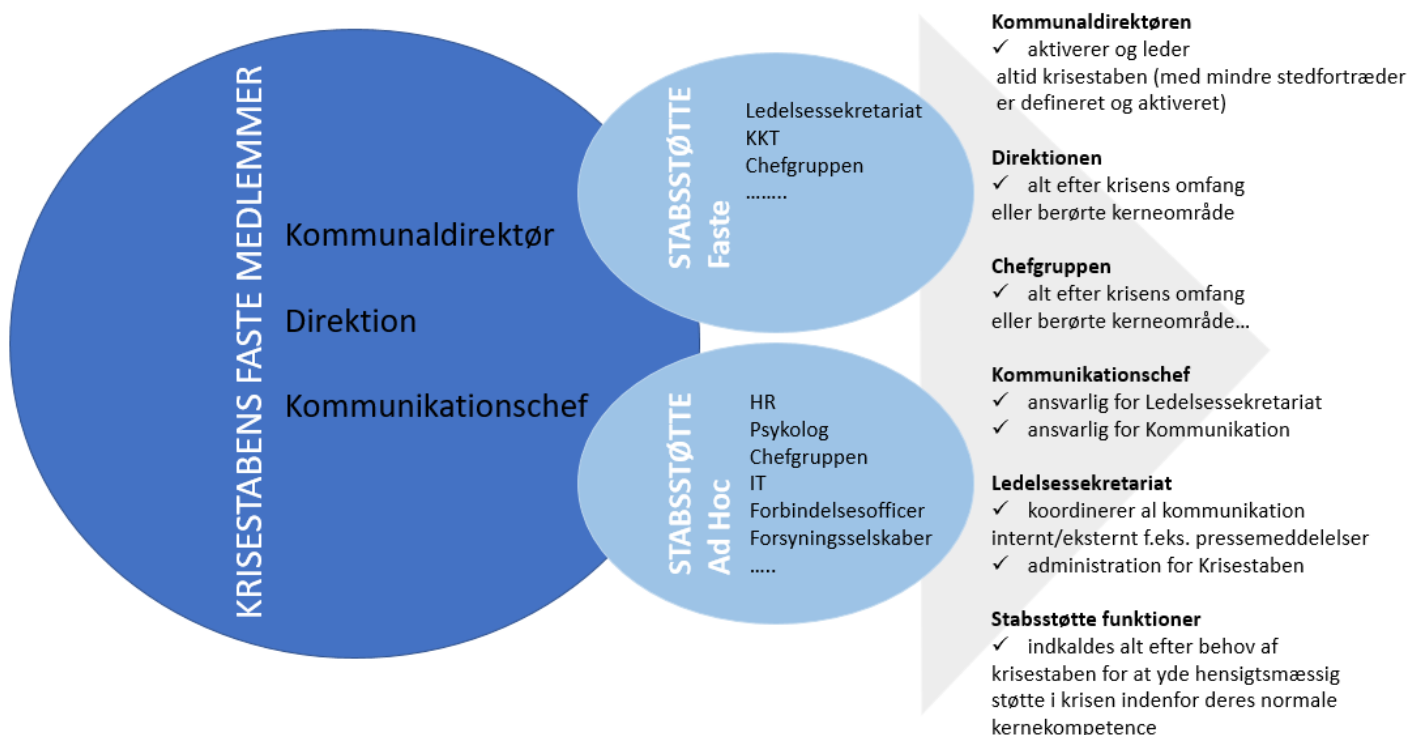 KRISESTABENS FASTE MEDLEMMER
Kommunaldirektør
Direktion
Kommunikationschef
STABSSTØTTE
Faste
Ledelsessekretariat
KKT
Chefgruppen
……..
STABSSTØTTE
Ad Hoc
HR
Psykolog
Chefgruppen
IT
Forbindelsesofficer
Forsyningsselskaber
…..
Kommunaldirektøren
✓ aktiverer og leder
altid krisestaben (med mindre stedfortræder
er defineret og aktiveret)
Direktionen
✓ alt efter krisens omfang
eller berørte kerneområde
Chefgruppen
✓ alt efter krisens omfang
eller berørte kerneområde…
Kommunikationschef
✓ ansvarlig for Ledelsessekretariat
✓ ansvarlig for Kommunikation
Ledelsessekretariat
✓ koordinerer al kommunikation
internt/eksternt f.eks. pressemeddelelser
✓ administration for Krisestaben
Stabsstøtte funktioner
✓ indkaldes alt efter behov af
krisestaben for at yde hensigtsmæssig
støtte i krisen indenfor deres normale
kernekompetence